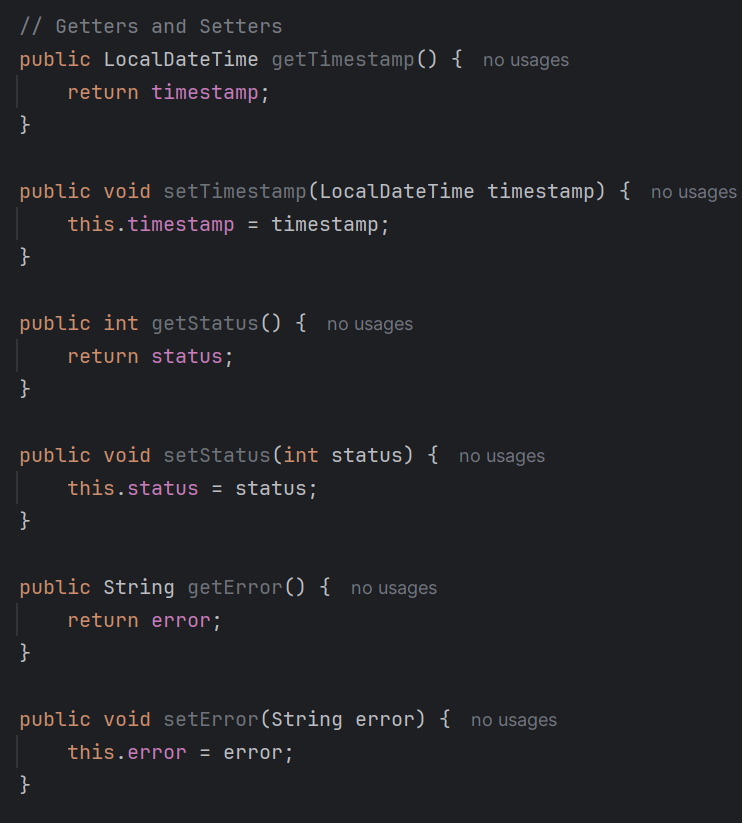 // Getters and Setters
public LocalDateTime getTimestamp() { no usages
    return timestamp;
}
public void setTimestamp(LocalDateTime timestamp) { no usages
    this.timestamp = timestamp;
}
public int getStatus() { no usages
    return status;
}
public void setStatus(int status) { no usages
    this.status = status;
}
public String getError() { no usages
    return error;
}
public void setError(String error) { no usages
    this.error = error;
}